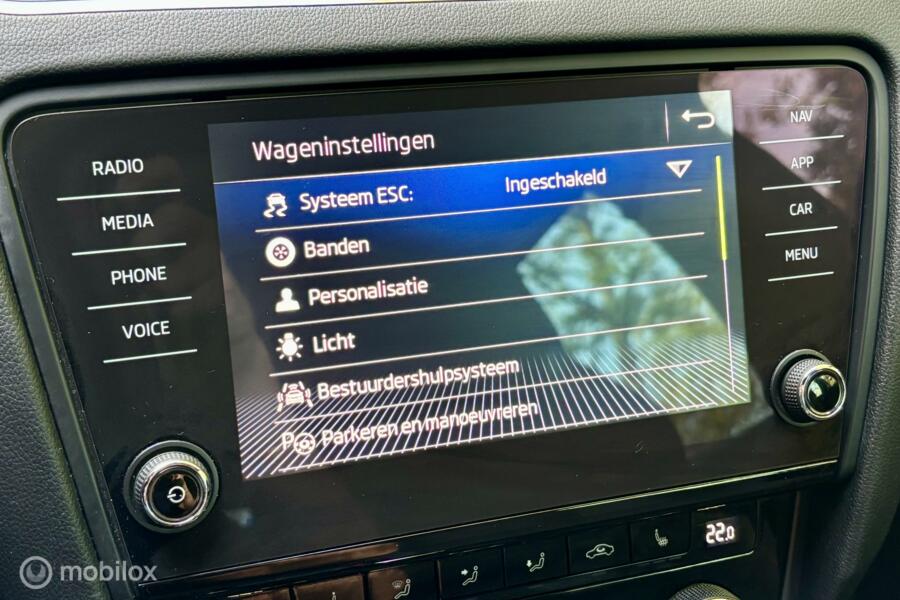 Wageninstellingen
RADIO
MEDIA
PHONE
VOICE
Systeem ESC: Ingeschakeld
Banden
Personalisatie
Licht
Bestuurdershulpsysteem
Parkeren en manoeuvreren
NAV
APP
CAR
MENU
22.0
mobilox